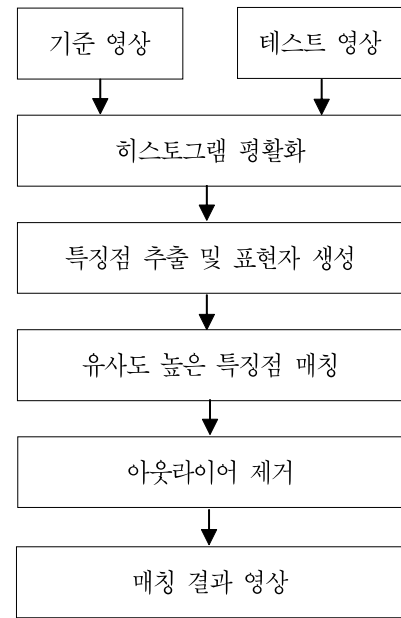 기준 영상
테스트 영상
히스토그램 평활화
특징점 추출 및 표현자 생성
유사도 높은 특징점 매칭
아웃라이어 제거
매칭 결과 영상